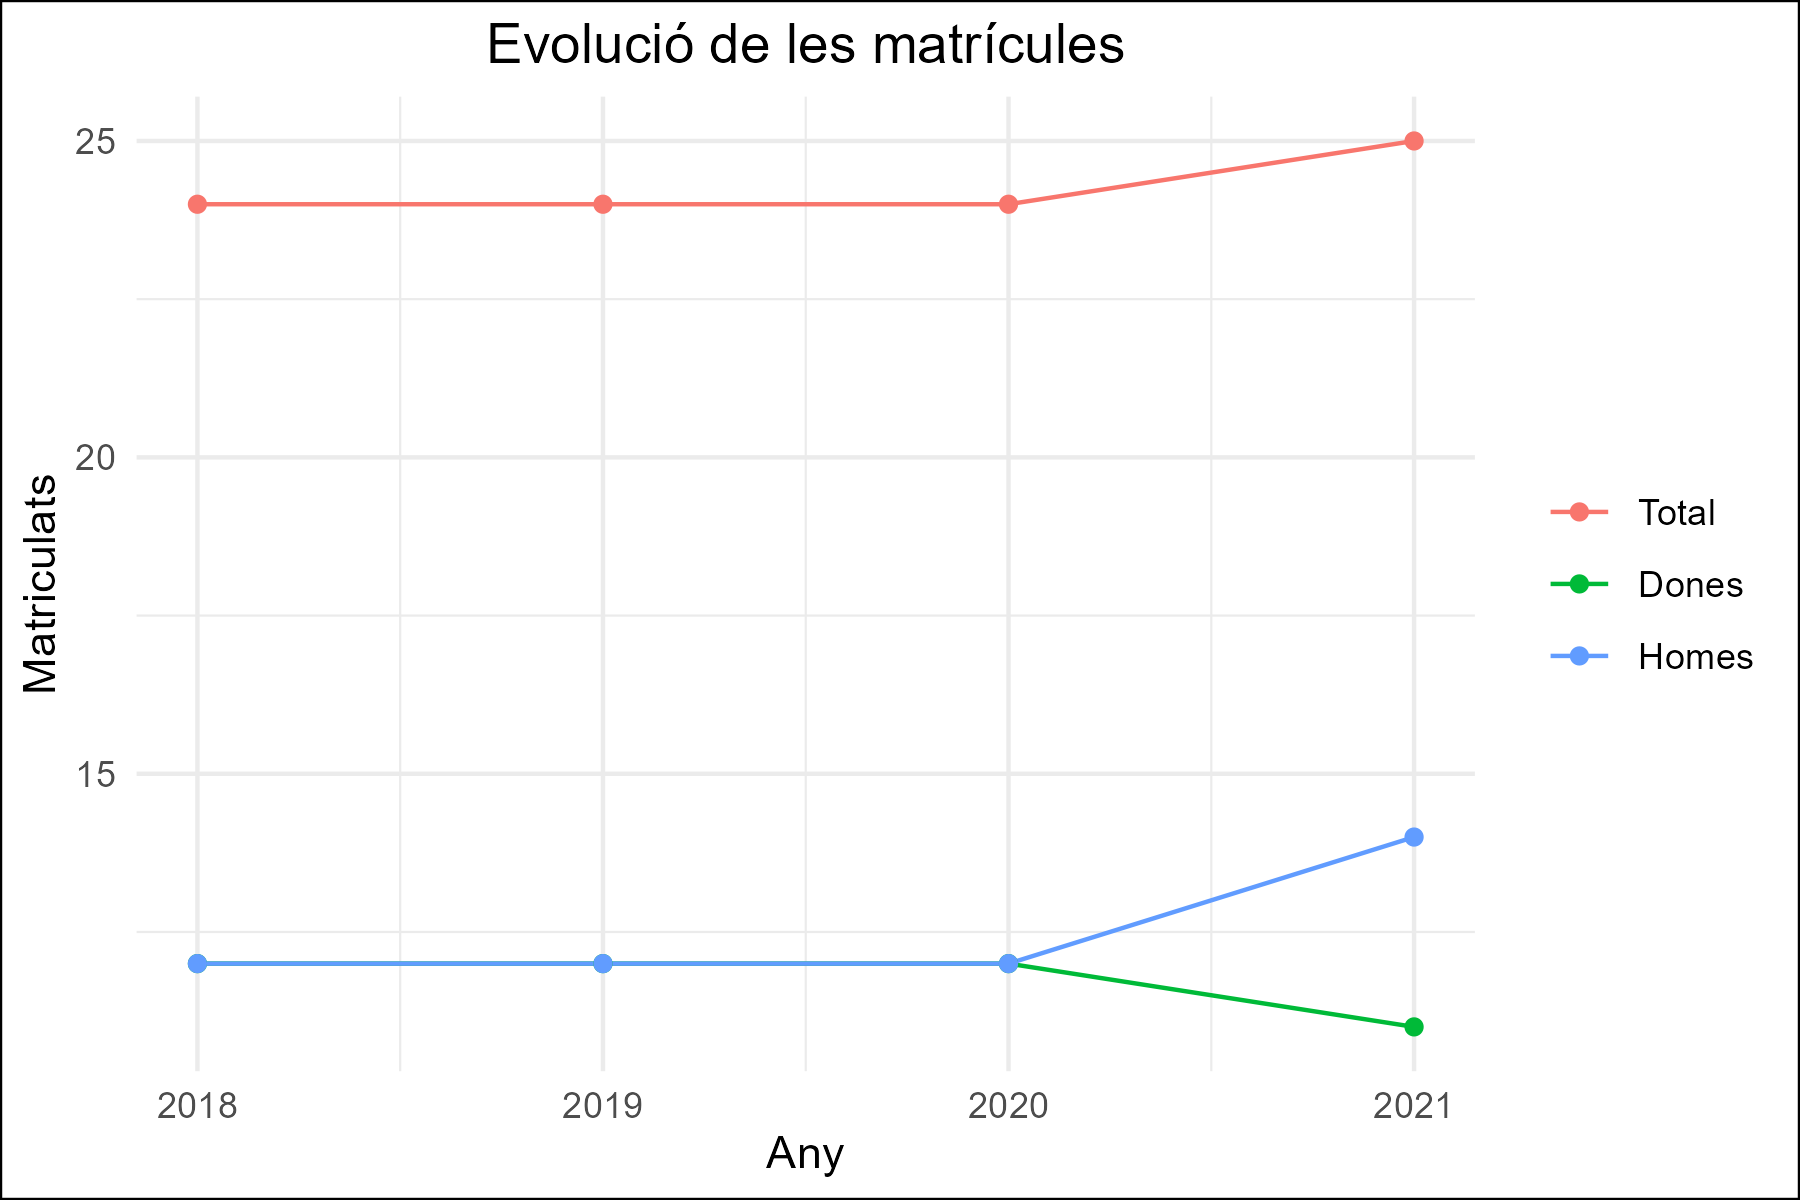 Evolució de les matrícules
25
20
15
Matriculats
2018 2019 2020 2021
Any
Total
Dones
Homes